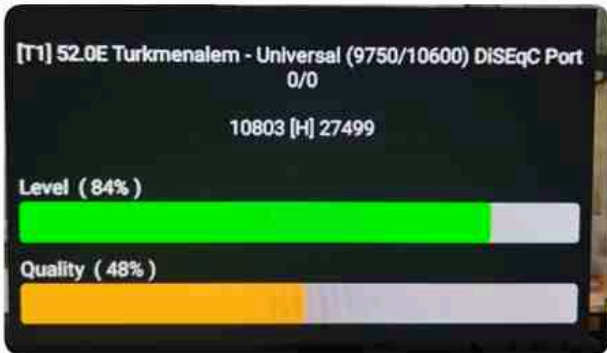 [T1] 52.0E Turkmenalem - Universal (9750/10600) DiSEqC Port
0/0
10803 [H] 27499
Level ( 84% )
Quality ( 48% )